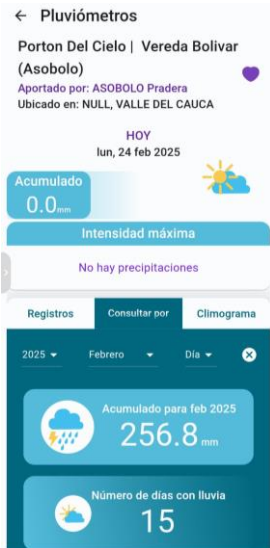 ← Pluviómetros
Porton Del Cielo | Vereda Bolivar
(Asobolo)
Aportado por: ASOBOLO Pradera
Ubicado en: NULL, VALLE DEL CAUCA
HOY
lun, 24 feb 2025
Acumulado
0.0mm
Intensidad máxima
No hay precipitaciones
Registros Consultar por Climograma
2025 Febrero Día
Acumulado para feb 2025
256.8 mm
Número de días con lluvia
15